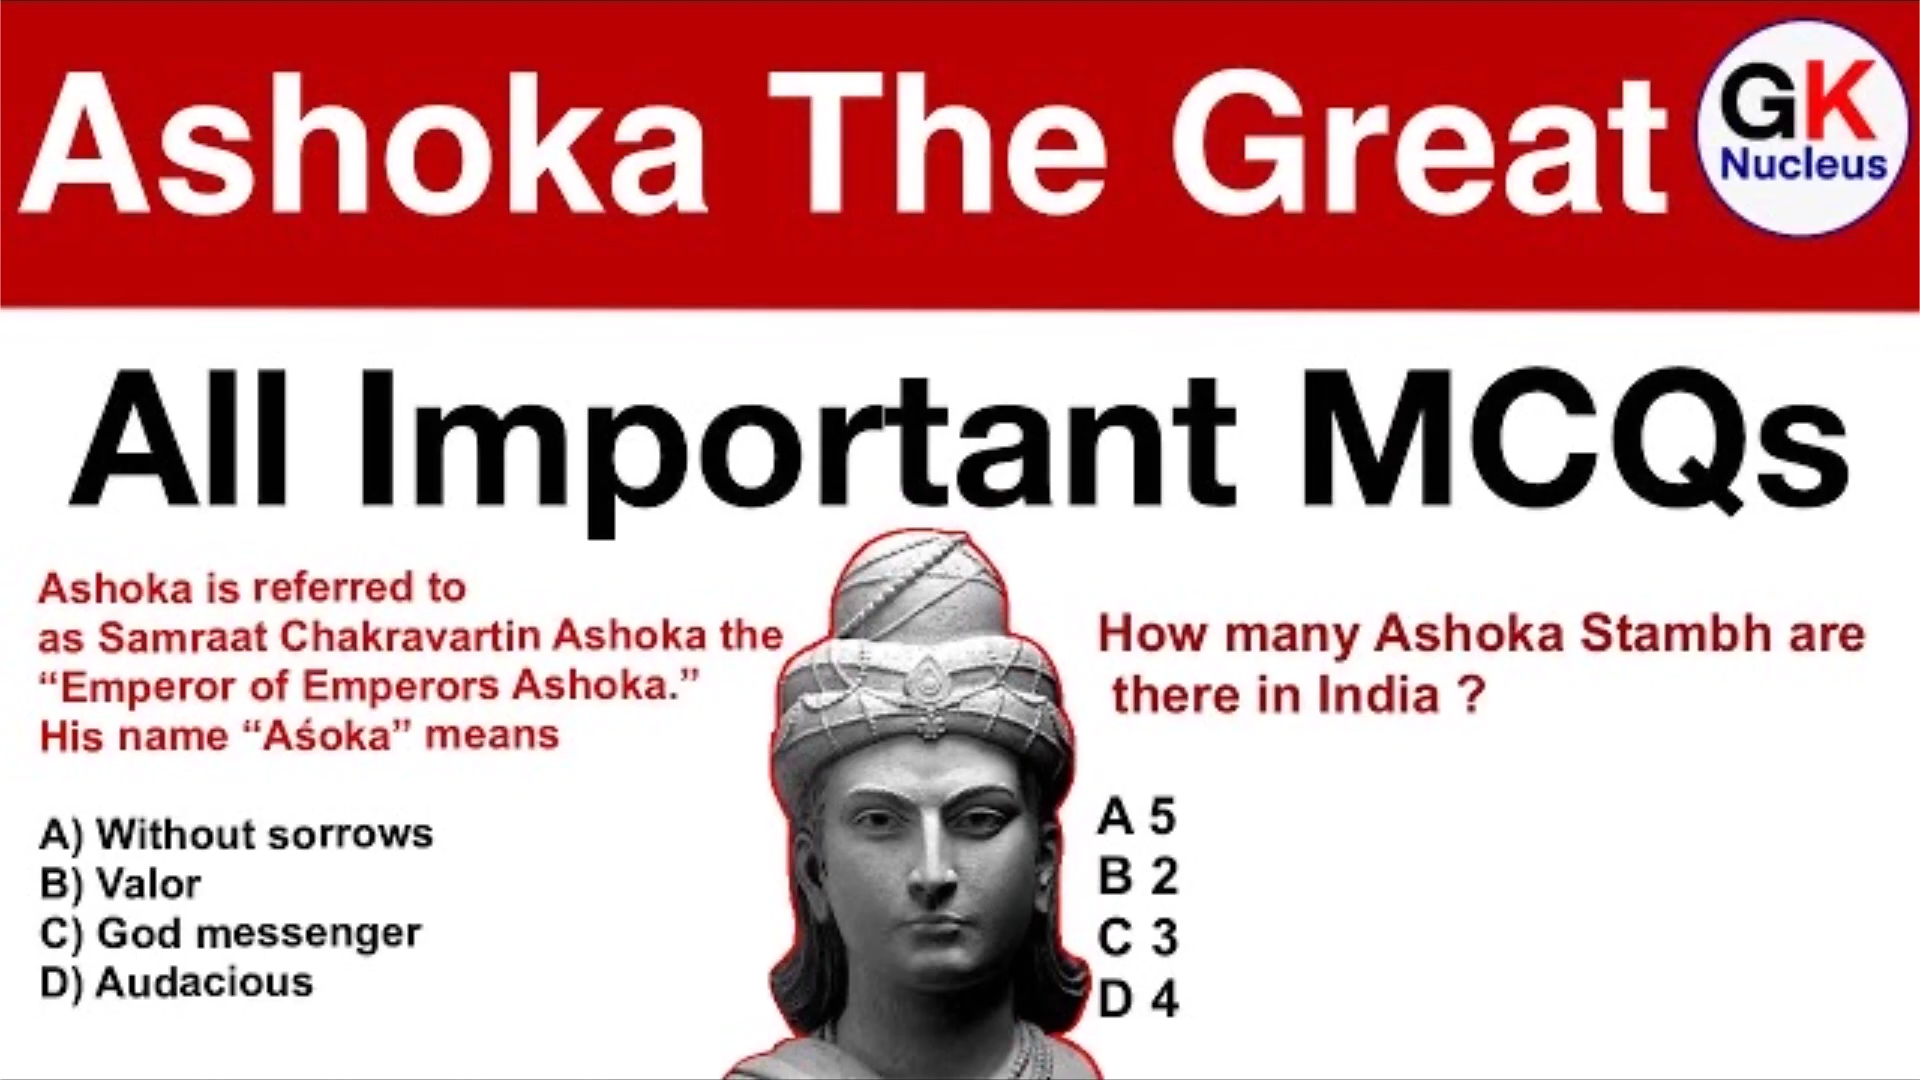 Ashoka The Great
GK
Nucleus
All Important MCQs
Ashoka is referred to
as Samraat Chakravartin Ashoka the
“Emperor of Emperors Ashoka.”
His name “Aśoka” means
A) Without sorrows
B) Valor
C) God messenger
D) Audacious
How many Ashoka Stambh are
there in India ?
A 5
B 2
C 3
D 4